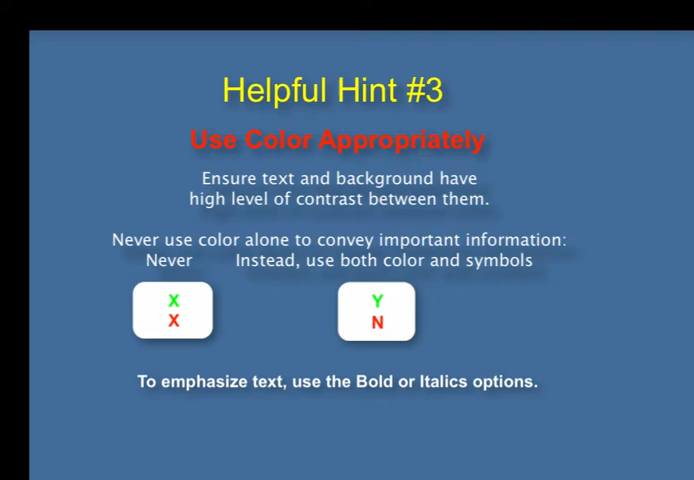 Helpful Hint #3
Use Color Appropriately
Ensure text and background have
high level of contrast between them.
Never use color alone to convey important information:
Never Instead, use both color and symbols
X Y
X N
To emphasize text, use the Bold or Italics options.